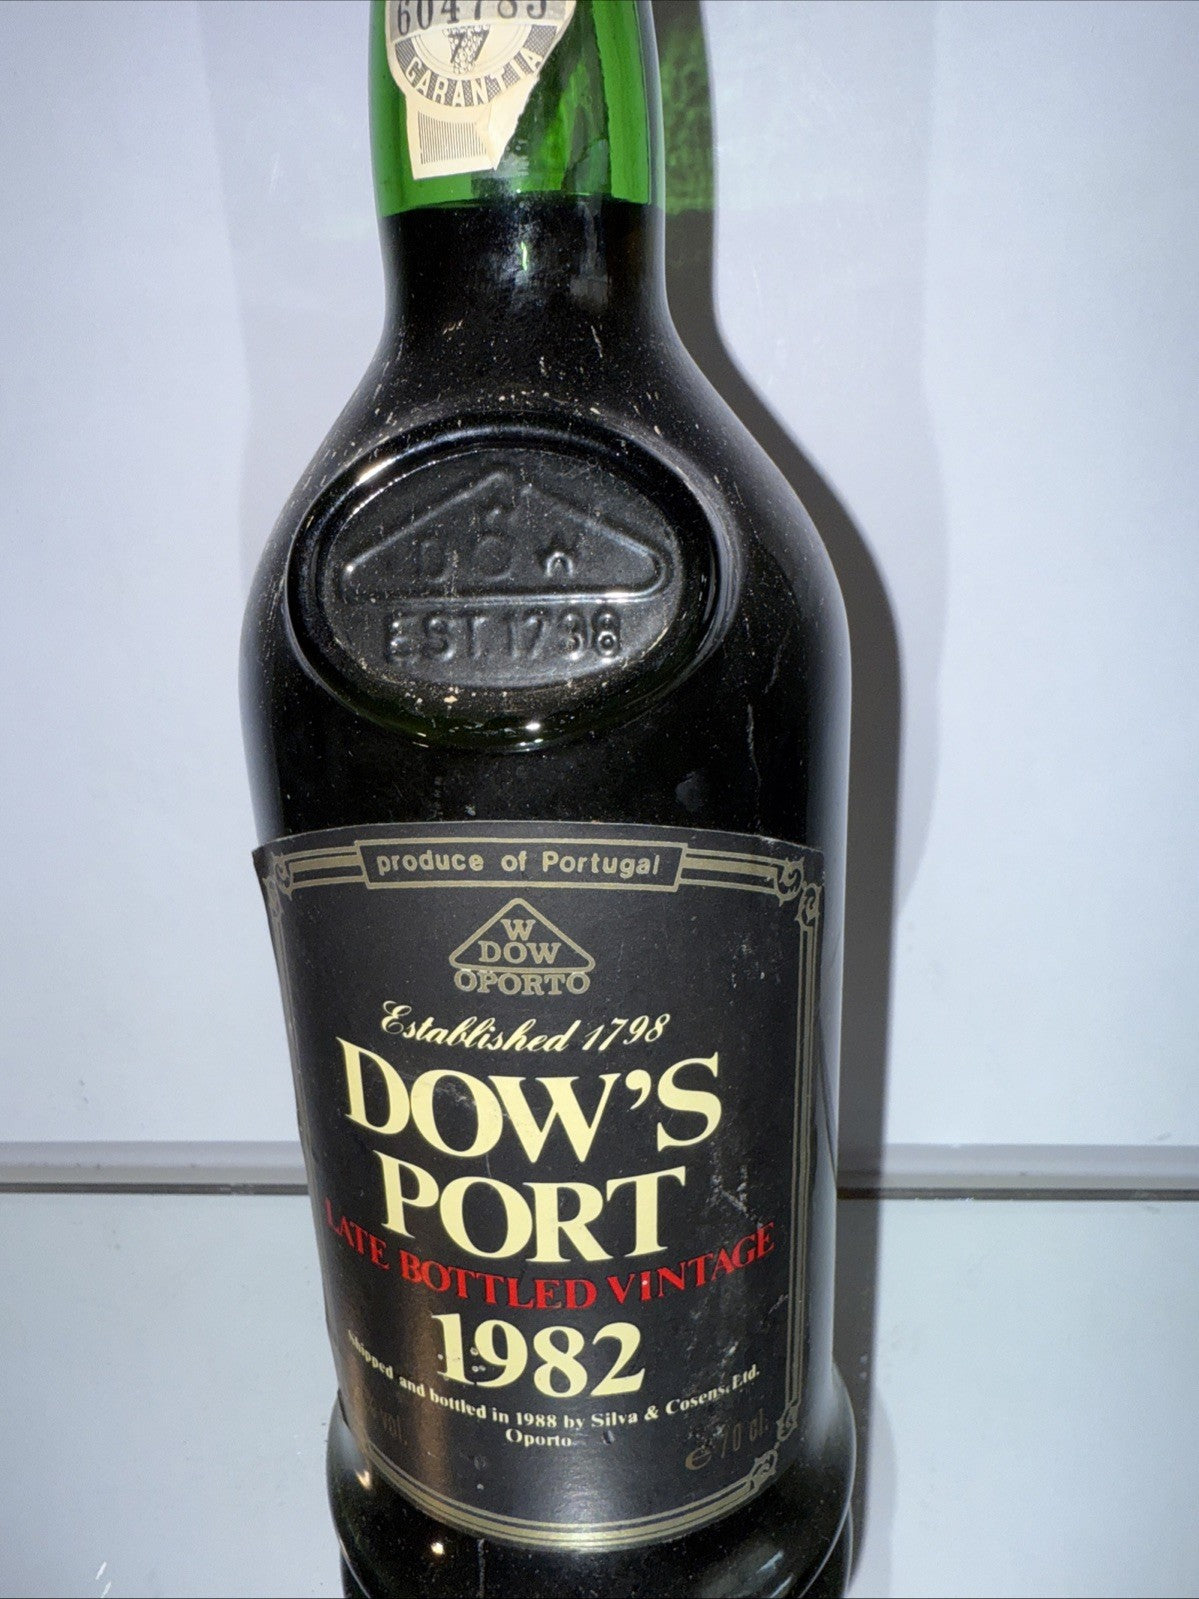 604785
GARANTIA
DOW
EST. 1798
produce of Portugal
W
DOW
OPORTO
Established 1798
DOW'S
PORT
LATE BOTTLED VINTAGE
1982
Shipped and bottled in 1988 by Silva & Cosens, Ltd.
Oporto
vol.
e 70 cl.